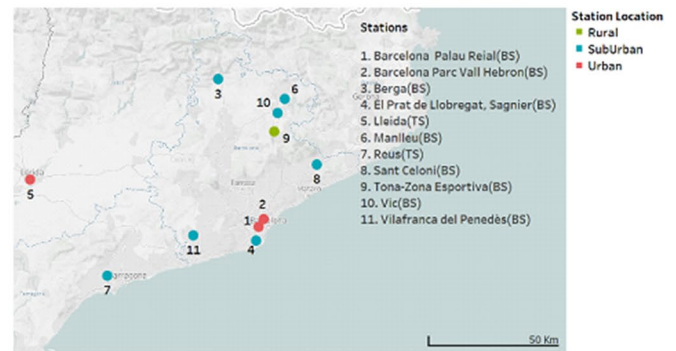 Stations
1. Barcelona Palau Reial(BS)
2. Barcelona Parc Vall Hebron(BS)
3. Berga(BS)
4. El Prat de Llobregat, Sagnier(BS)
5. Lleida(TS)
6. Manlleu(BS)
7. Reus(TS)
8. Sant Celoni(BS)
9. Tona-Zona Esportiva(BS)
10. Vic(BS)
11. Vilafranca del Penedès(BS)
Station Location
Rural
SubUrban
Urban
3
6
10
9
8
5
2
1
4
11
7
50 Km